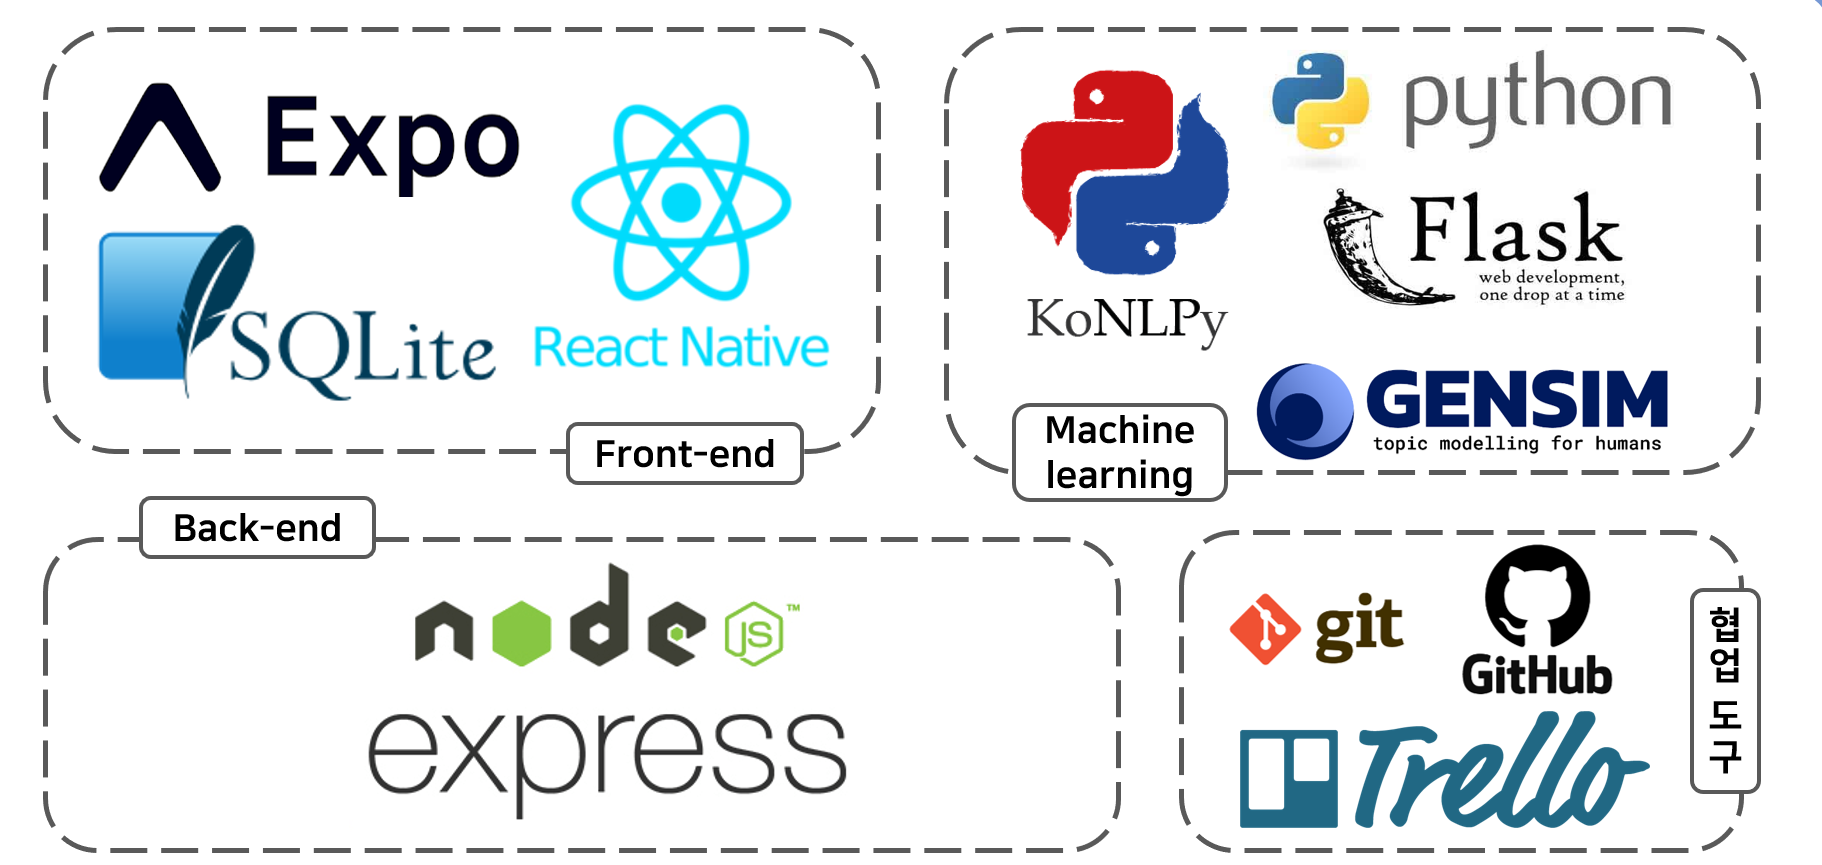 Expo
SQLite
React Native
Front-end
KoNLPy
python
Flask
web development,
one drop at a time
GENSIM
topic modelling for humans
Machine
learning
Back-end
node
JS™
express
git
GitHub
Trello
협업 도구